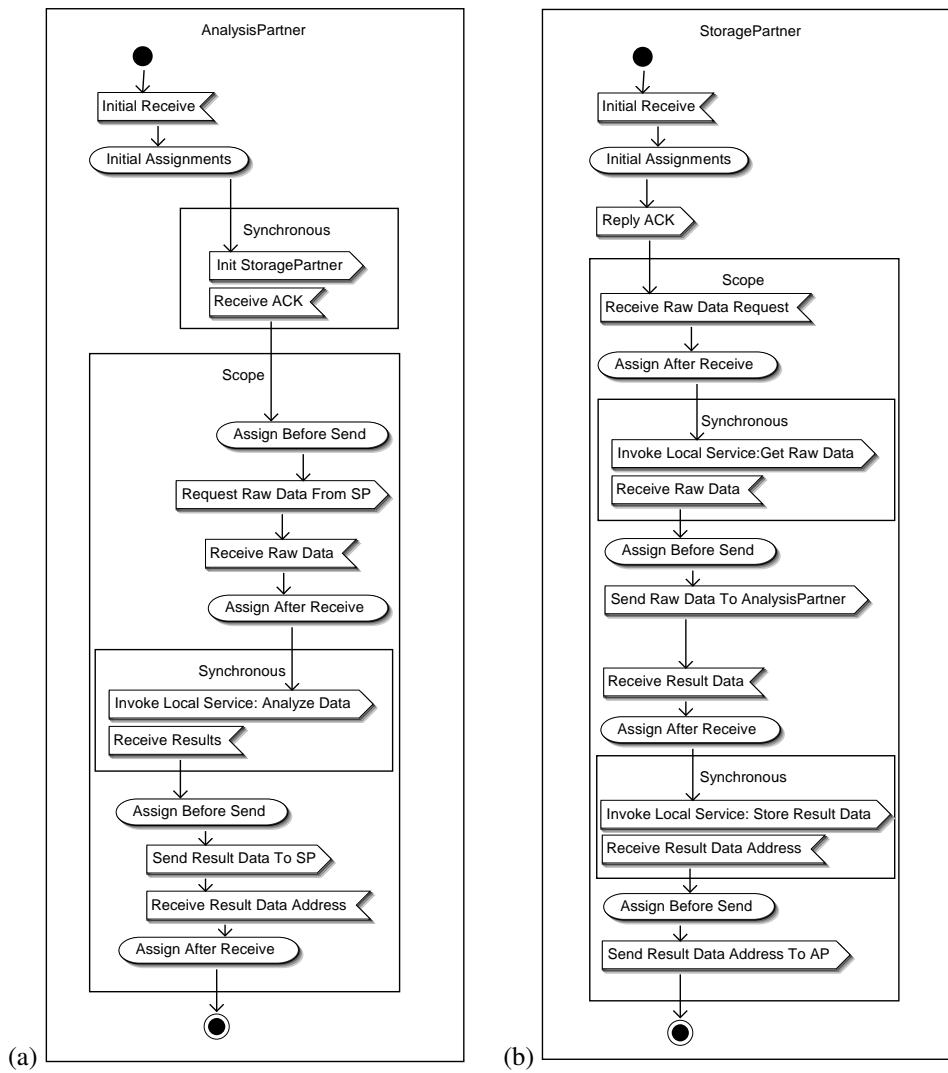 AnalysisPartner
Initial Receive
Initial Assignments
Synchronous
Init StoragePartner
Receive ACK
Scope
Assign Before Send
Request Raw Data From SP
Receive Raw Data
Assign After Receive
Synchronous
Invoke Local Service: Analyze Data
Receive Results
Assign Before Send
Send Result Data To SP
Receive Result Data Address
Assign After Receive
(a)
StoragePartner
Initial Receive
Initial Assignments
Reply ACK
Scope
Receive Raw Data Request
Assign After Receive
Synchronous
Invoke Local Service:Get Raw Data
Receive Raw Data
Assign Before Send
Send Raw Data To AnalysisPartner
Receive Result Data
Assign After Receive
Synchronous
Invoke Local Service: Store Result Data
Receive Result Data Address
Assign Before Send
Send Result Data Address To AP
(b)